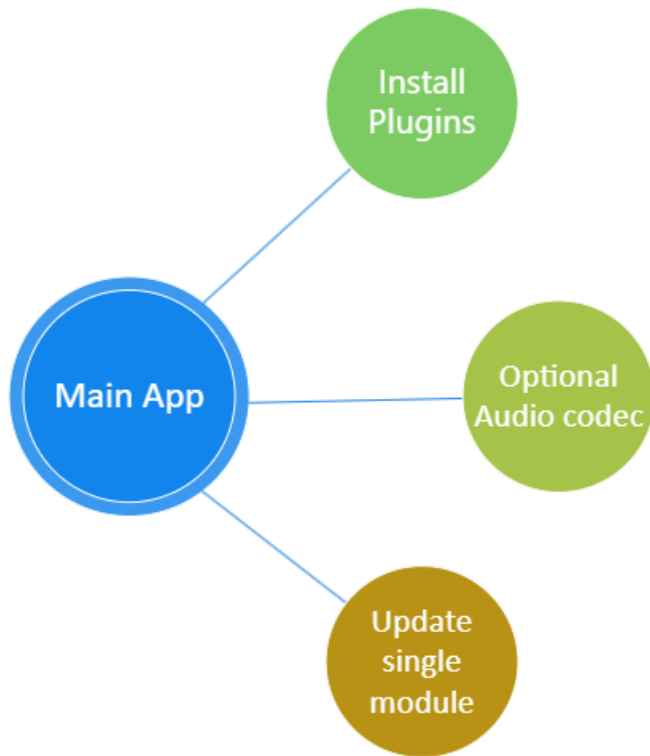 Install
Plugins
Main App
Optional
Audio codec
Update
single
module